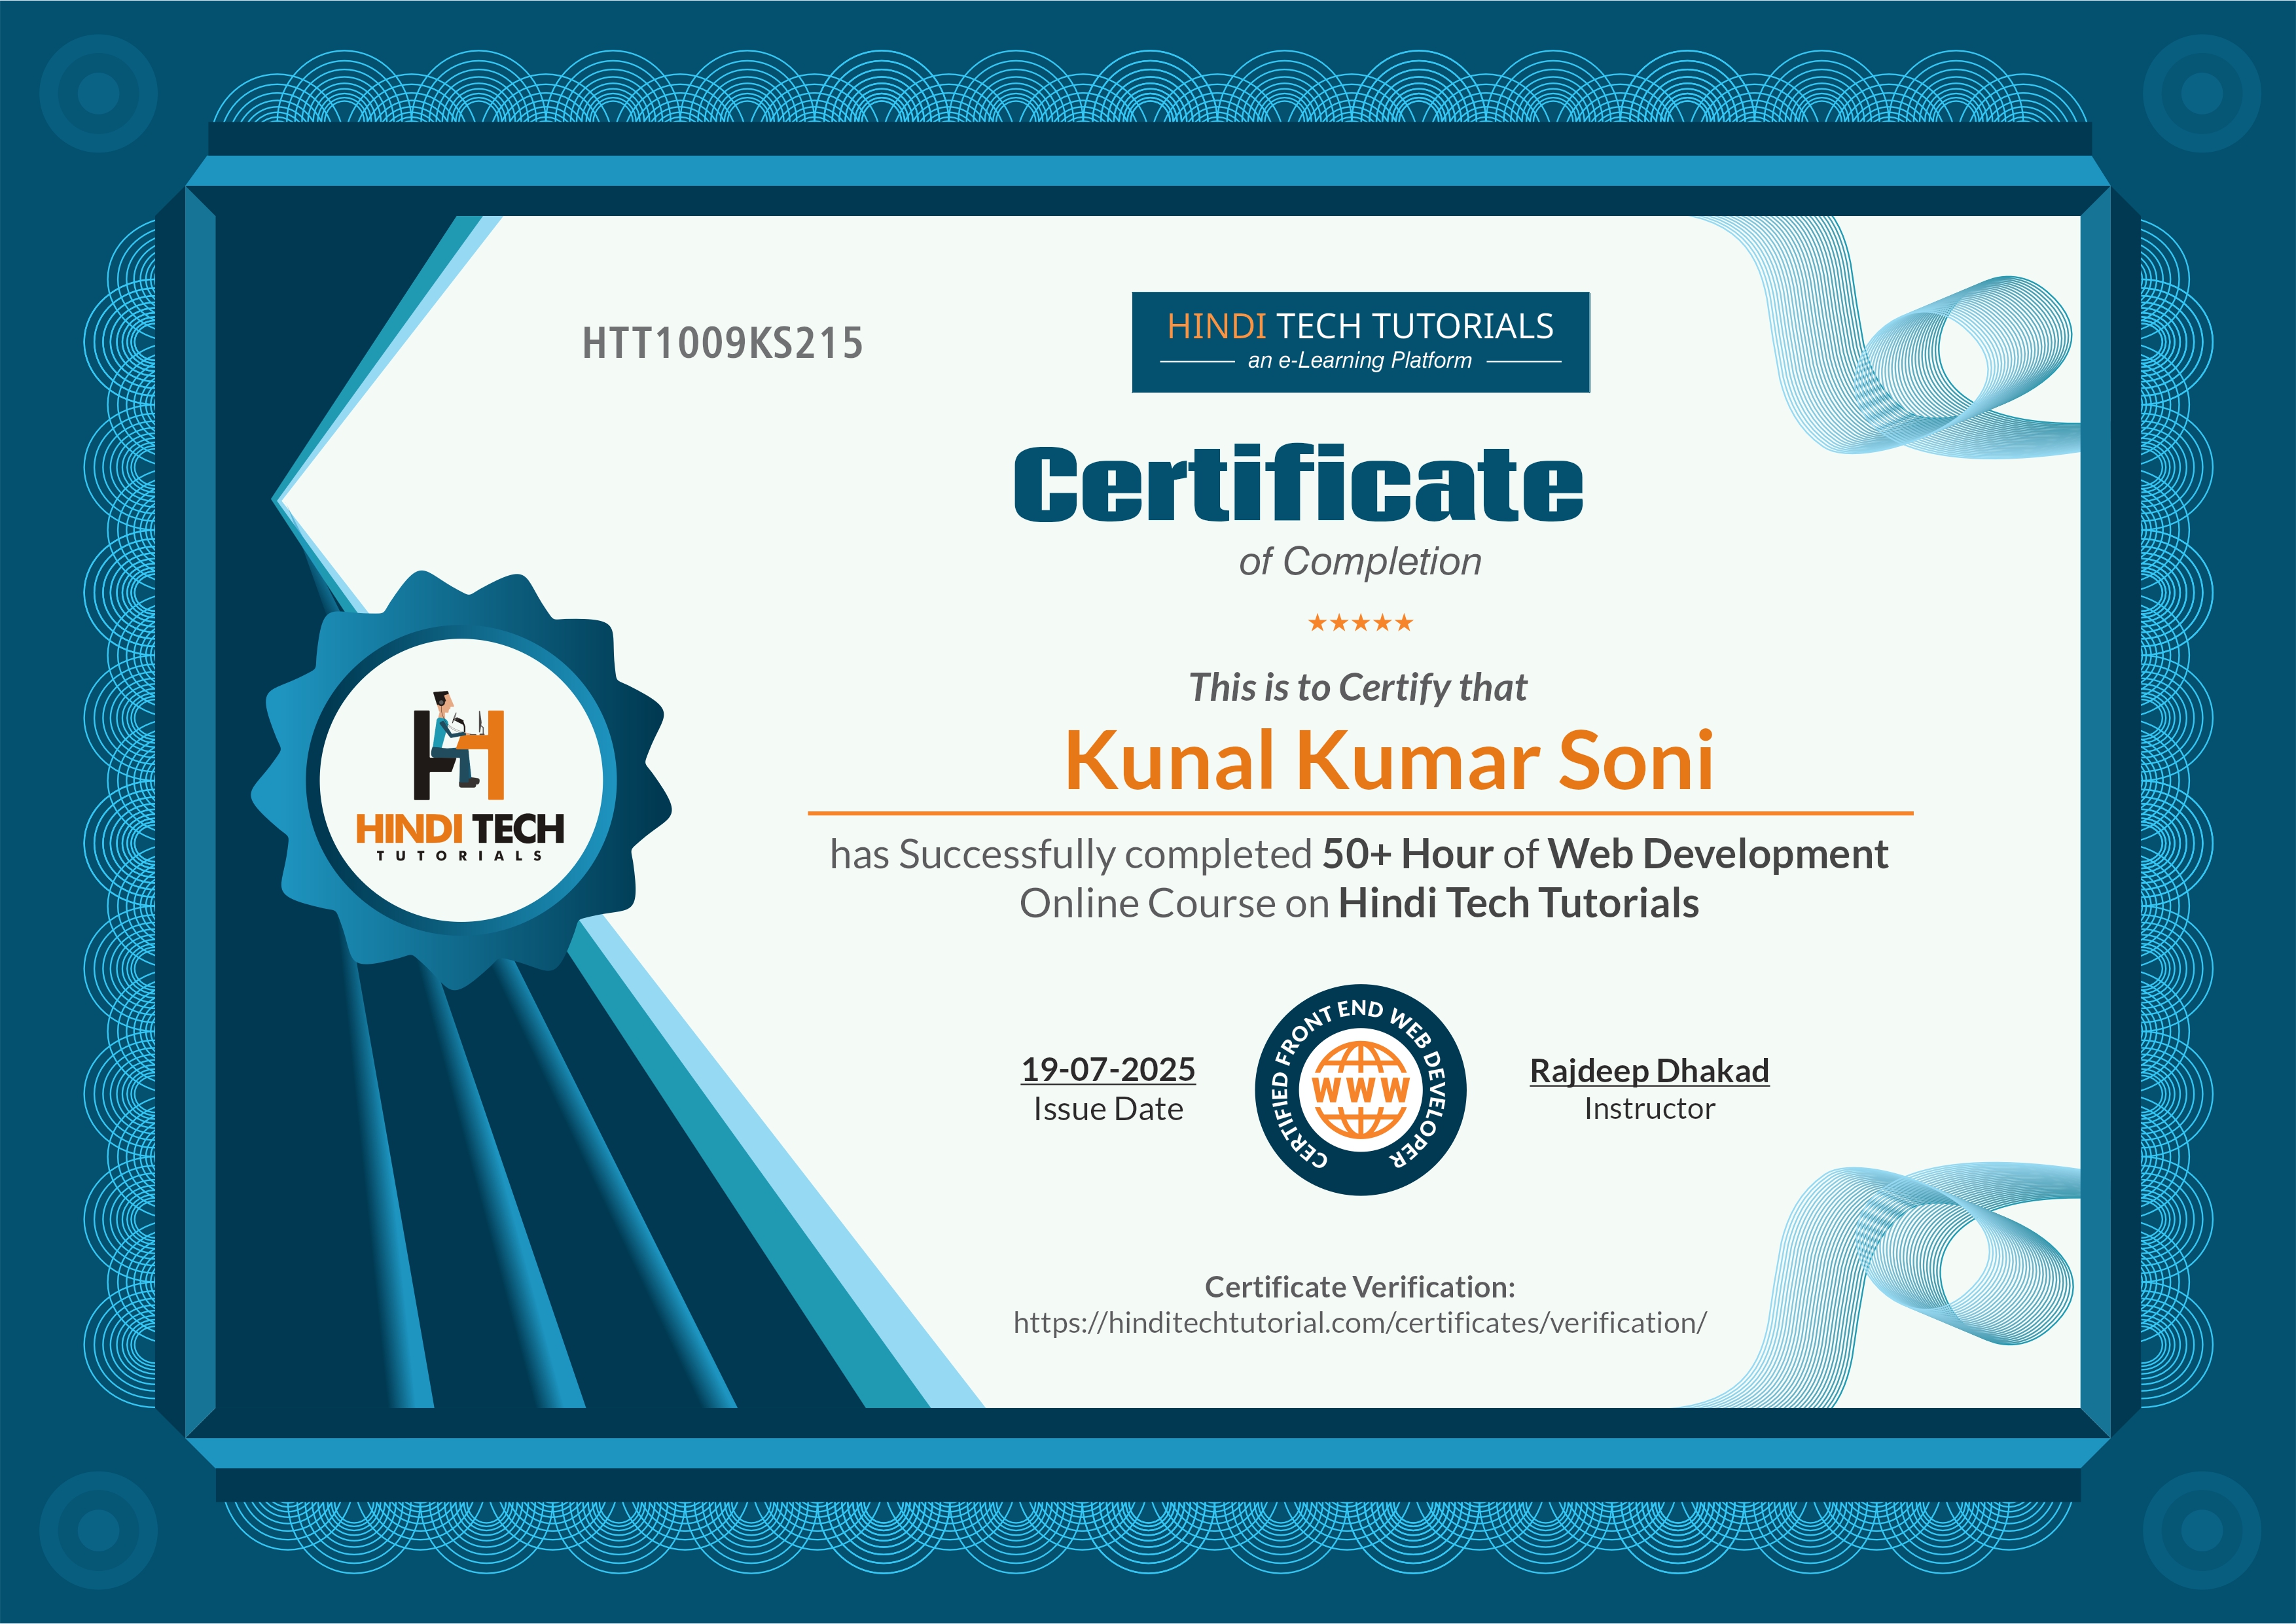 HTT1009KS215
HINDI TECH TUTORIALS
an e-Learning Platform
Certificate
of Completion
This is to Certify that
Kunal Kumar Soni
HINDI TECH
TUTORIALS
has Successfully completed 50+ Hour of Web Development
Online Course on Hindi Tech Tutorials
19-07-2025
Issue Date
CERTIFIED FRONT END WEB DEVELOPER
WWW
Rajdeep Dhakad
Instructor
Certificate Verification:
https://hinditechtutorial.com/certificates/verification/